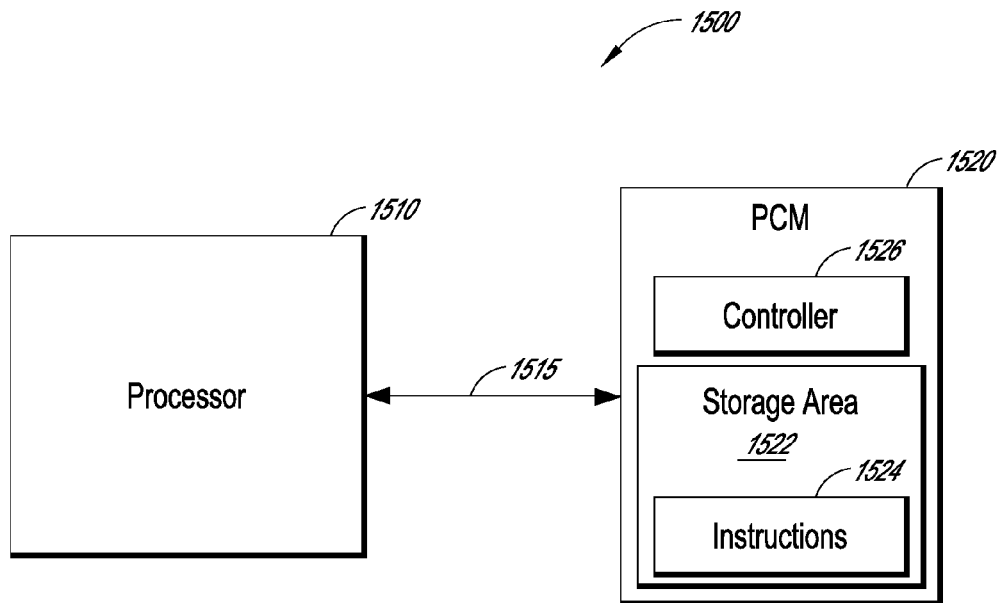 1500
1520
PCM
1510
1526
Controller
Processor
1515
Storage Area
1522
1524
Instructions